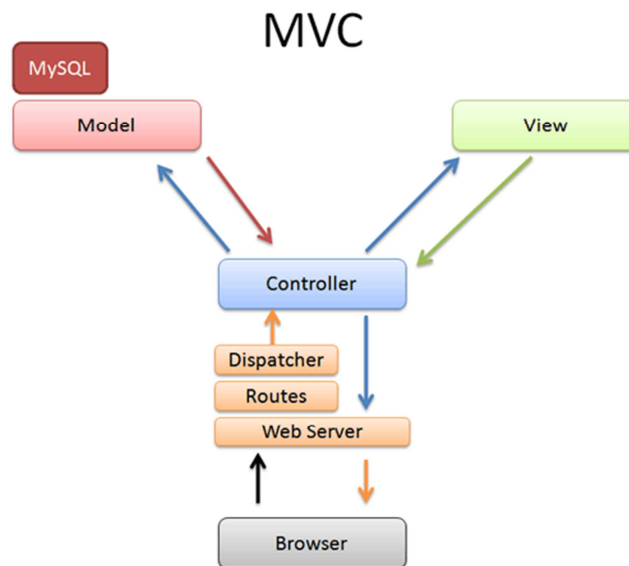 MVC
MySQL
Model
View
Controller
Dispatcher
Routes
Web Server
Browser